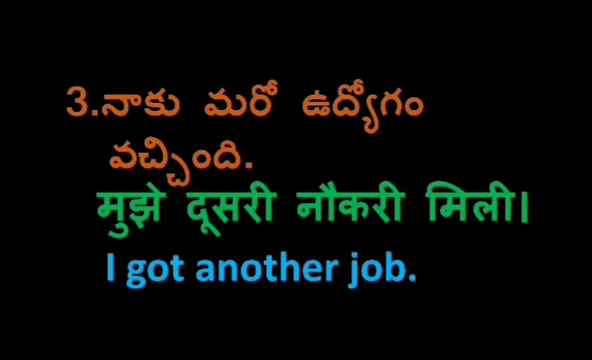 3.నాకు మరో ఉద్యోగం
వచ్చింది.
मुझे दूसरी नौकरी मिली।
I got another job.